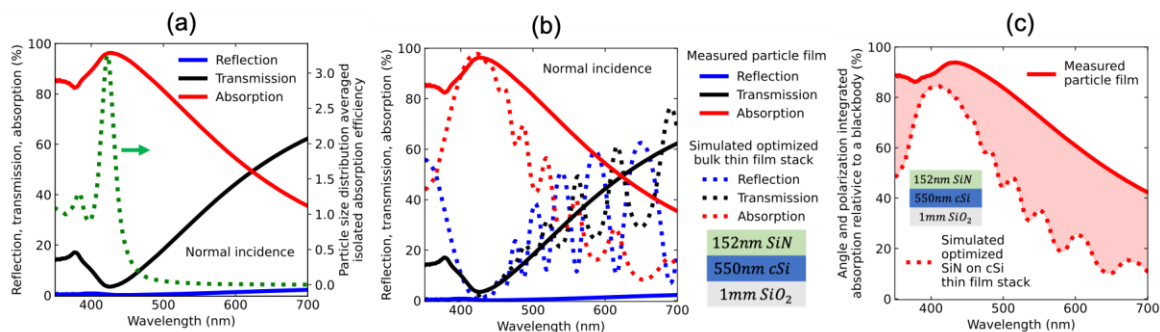 (a)
Reflection, transmission, absorption (%)
100
80
60
40
20
0
Reflection
Transmission
Absorption
Normal incidence
400
500
600
700
Wavelength (nm)
3.0
2.5
2.0
1.5
1.0
0.5
0.0
Particle size distribution averaged
isolated absorption efficiency
(b)
Reflection, transmission, absorption (%)
100
80
60
40
20
0
Normal incidence
400
450
500
550
600
650
700
Wavelength (nm)
Measured particle film
Reflection
Transmission
Absorption
Simulated optimized
bulk thin film stack
Reflection
Transmission
Absorption
152nm SiN
550nm cSi
1mm SiO₂
(c)
Angle and polarization integrated
absorption relativice to a blackbody (%)
100
80
60
40
20
0
Measured
particle film
152nm SiN
550nm cSi
1mm SiO₂
Simulated
optimized
SiN on cSi
thin film stack
400
500
600
700
Wavelength (nm)